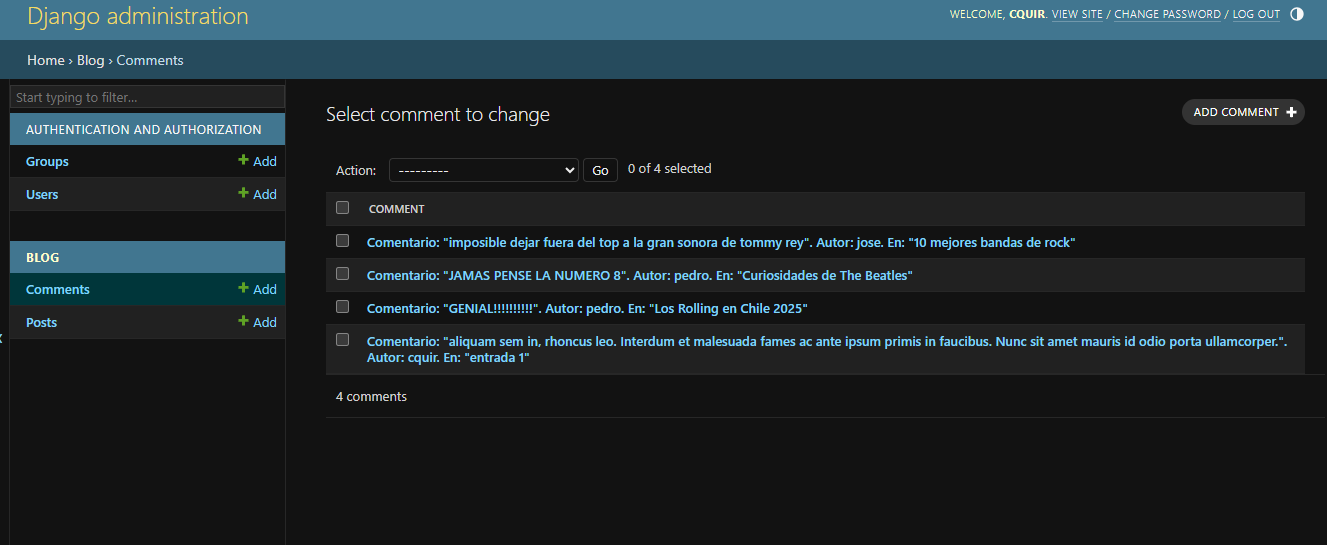 Django administration
WELCOME, CQUIR. VIEW SITE / CHANGE PASSWORD / LOG OUT
Home › Blog › Comments
Start typing to filter...
AUTHENTICATION AND AUTHORIZATION
Groups + Add
Users + Add
BLOG
Comments + Add
Posts + Add
Select comment to change
ADD COMMENT +
Action: --------- Go 0 of 4 selected
COMMENT
Comentario: "imposible dejar fuera del top a la gran sonora de tommy rey". Autor: jose. En: "10 mejores bandas de rock"
Comentario: "JAMAS PENSE LA NUMERO 8". Autor: pedro. En: "Curiosidades de The Beatles"
Comentario: "GENIAL!!!!!!!!!!". Autor: pedro. En: "Los Rolling en Chile 2025"
Comentario: "aliquam sem in, rhoncus leo. Interdum et malesuada fames ac ante ipsum primis in faucibus. Nunc sit amet mauris id odio porta ullamcorper.".
Autor: cquir. En: "entrada 1"
4 comments